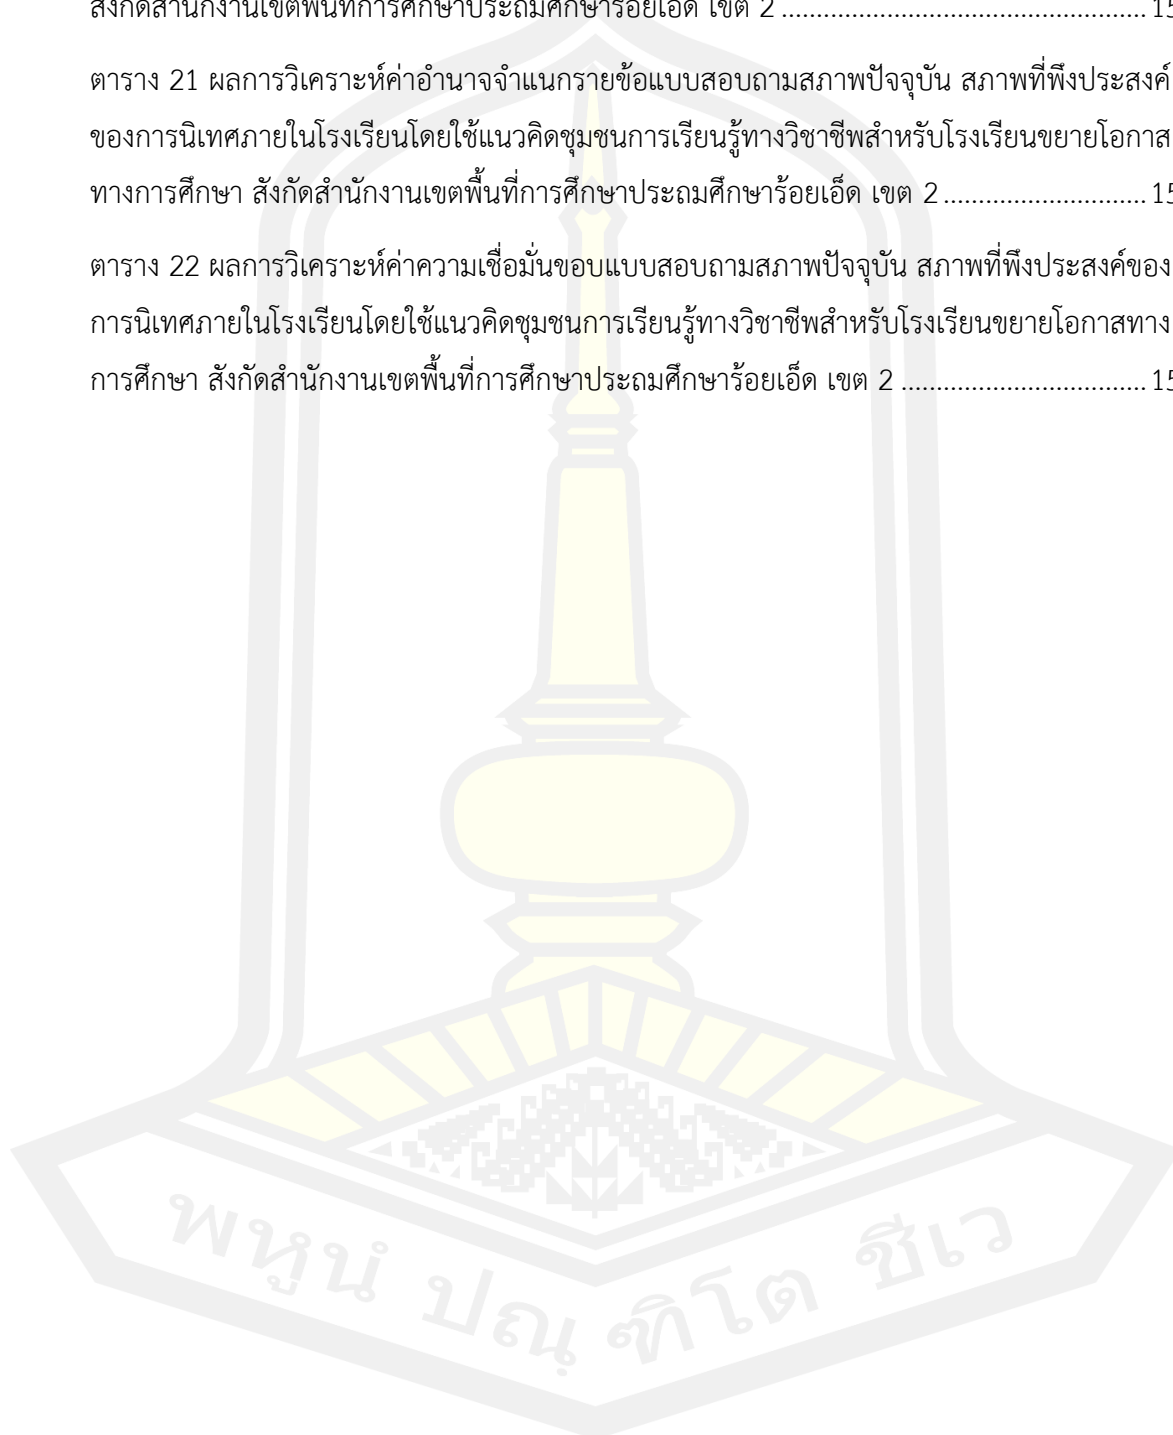 สังกัดสำนักงานเขตพื้นที่การศึกษาประถมศึกษาร้อยเอ็ด เขต 2 ............................................... 15
ตาราง 21 ผลการวิเคราะห์ค่าอำนาจจำแนกรายข้อแบบสอบถามสภาพปัจจุบัน สภาพที่พึงประสงค์
ของการนิเทศภายในโรงเรียนโดยใช้แนวคิดชุมชนการเรียนรู้ทางวิชาชีพสำหรับโรงเรียนขยายโอกาส
ทางการศึกษา สังกัดสำนักงานเขตพื้นที่การศึกษาประถมศึกษาร้อยเอ็ด เขต 2 .......................... 15
ตาราง 22 ผลการวิเคราะห์ค่าความเชื่อมั่นขอบแบบสอบถามสภาพปัจจุบัน สภาพที่พึงประสงค์ของ
การนิเทศภายในโรงเรียนโดยใช้แนวคิดชุมชนการเรียนรู้ทางวิชาชีพสำหรับโรงเรียนขยายโอกาสทาง
การศึกษา สังกัดสำนักงานเขตพื้นที่การศึกษาประถมศึกษาร้อยเอ็ด เขต 2 ............................... 15
พหูนํ ปณฺฑิโต ชีเว